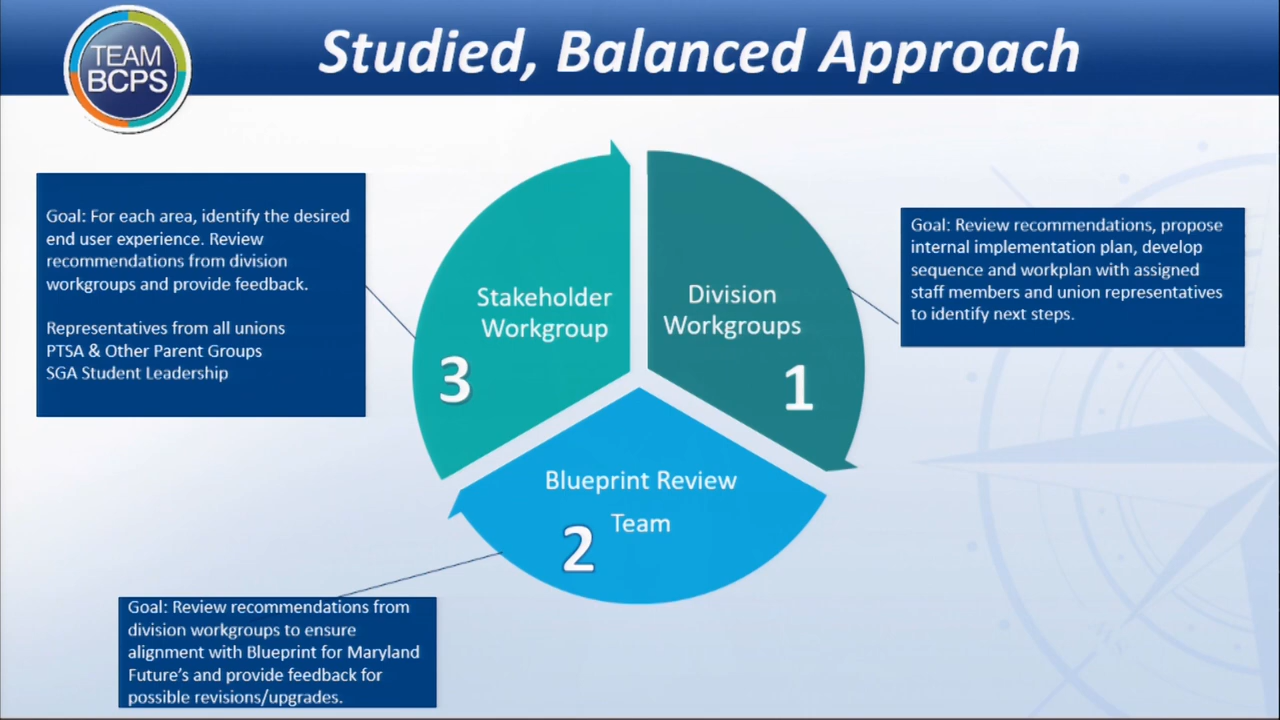 TEAM
BCPS
Studied, Balanced Approach
Goal: For each area, identify the desired
end user experience. Review
recommendations from division
workgroups and provide feedback.
Representatives from all unions
PTSA & Other Parent Groups
SGA Student Leadership
Stakeholder
Workgroup
3
Division
Workgroups
1
Goal: Review recommendations, propose
internal implementation plan, develop
sequence and workplan with assigned
staff members and union representatives
to identify next steps.
Blueprint Review
Team
2
Goal: Review recommendations from
division workgroups to ensure
alignment with Blueprint for Maryland
Future's and provide feedback for
possible revisions/upgrades.